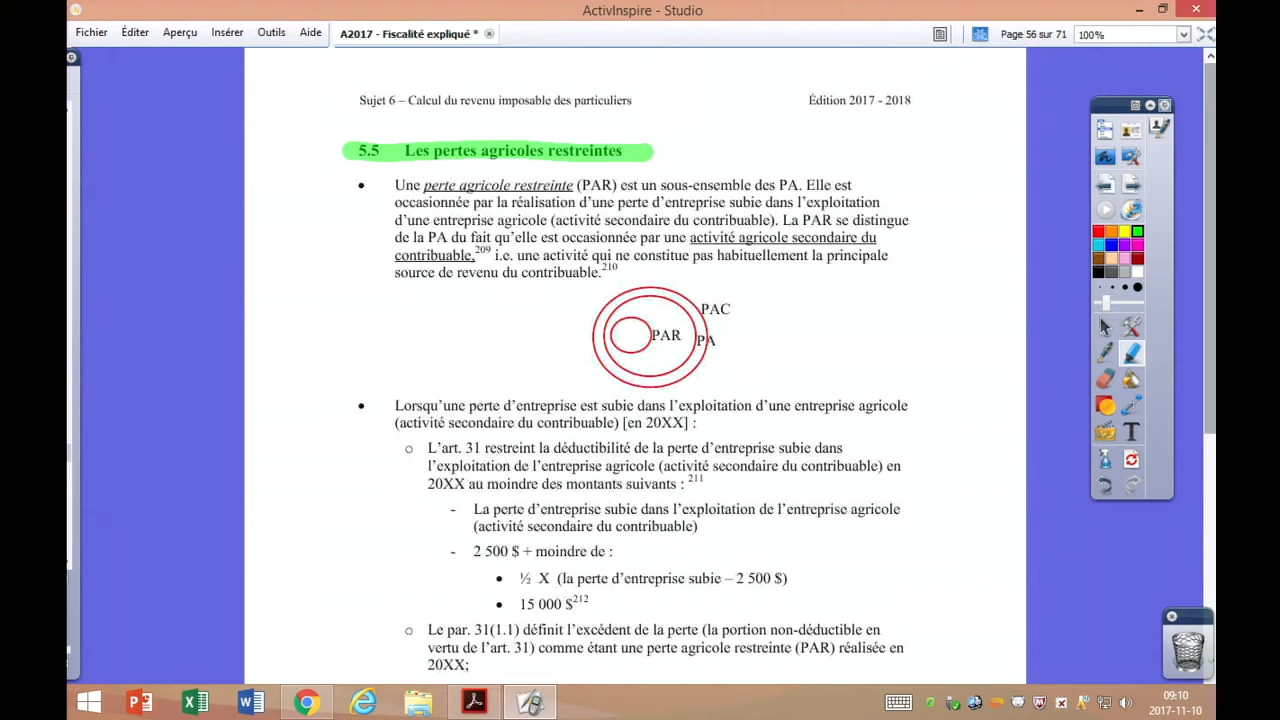 ActivInspire - Studio
Fichier Éditer Aperçu Insérer Outils Aide
A2017 - Fiscalité expliqué *
Page 56 sur 71
100%
Sujet 6 – Calcul du revenu imposable des particuliers
Édition 2017 - 2018
5.5 Les pertes agricoles restreintes
• Une perte agricole restreinte (PAR) est un sous-ensemble des PA. Elle est
occasionnée par la réalisation d’une perte d’entreprise subie dans l’exploitation
d’une entreprise agricole (activité secondaire du contribuable). La PAR se distingue
de la PA du fait qu’elle est occasionnée par une activité agricole secondaire du
contribuable,209 i.e. une activité qui ne constitue pas habituellement la principale
source de revenu du contribuable.210
PAC
PAR
PA
• Lorsqu’une perte d’entreprise est subie dans l’exploitation d’une entreprise agricole
(activité secondaire du contribuable) [en 20XX] :
o L’art. 31 restreint la déductibilité de la perte d’entreprise subie dans
l’exploitation de l’entreprise agricole (activité secondaire du contribuable) en
20XX au moindre des montants suivants : 211
- La perte d’entreprise subie dans l’exploitation de l’entreprise agricole
(activité secondaire du contribuable)
- 2 500 $ + moindre de :
• ½ X (la perte d’entreprise subie – 2 500 $)
• 15 000 $212
o Le par. 31(1.1) définit l’excédent de la perte (la portion non-déductible en
vertu de l’art. 31) comme étant une perte agricole restreinte (PAR) réalisée en
20XX;
09:10
2017-11-10